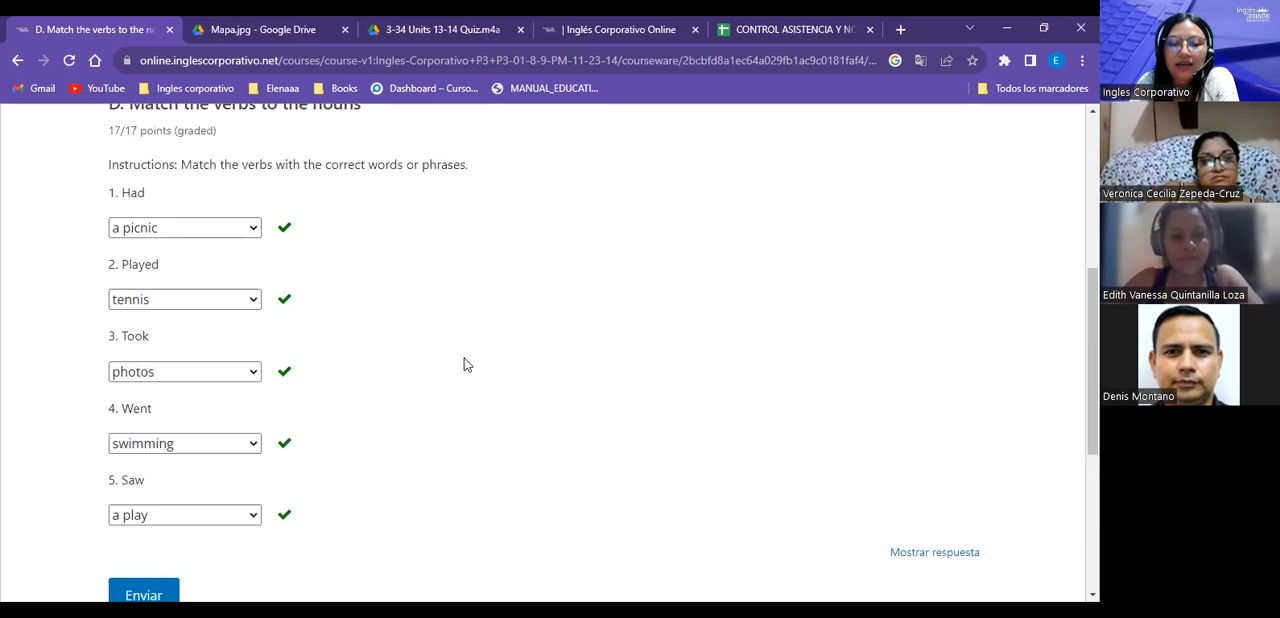 D. Match the verbs to the n
Mapa.jpg - Google Drive
3-34 Units 13-14 Quiz.m4a
| Inglés Corporativo Online
CONTROL ASISTENCIA Y NO
online.inglescorporativo.net/courses/course-v1:Ingles-Corporativo+P3+P3-01-8-9-PM-11-23-14/courseware/2bcbfd8a1ec64a029fb1ac9c0181faf4/...
E
Gmail
YouTube
Ingles corporativo
Elenaaa
Books
Dashboard – Curso...
MANUAL_EDUCATI...
Todos los marcadores
D. Match the verbs to the nouns
17/17 points (graded)
Instructions: Match the verbs with the correct words or phrases.
1. Had
a picnic
2. Played
tennis
3. Took
photos
4. Went
swimming
5. Saw
a play
Mostrar respuesta
Enviar
Ingles Corporativo
Veronica Cecilia Zepeda-Cruz
Edith Vanessa Quintanilla Loza
Denis Montano